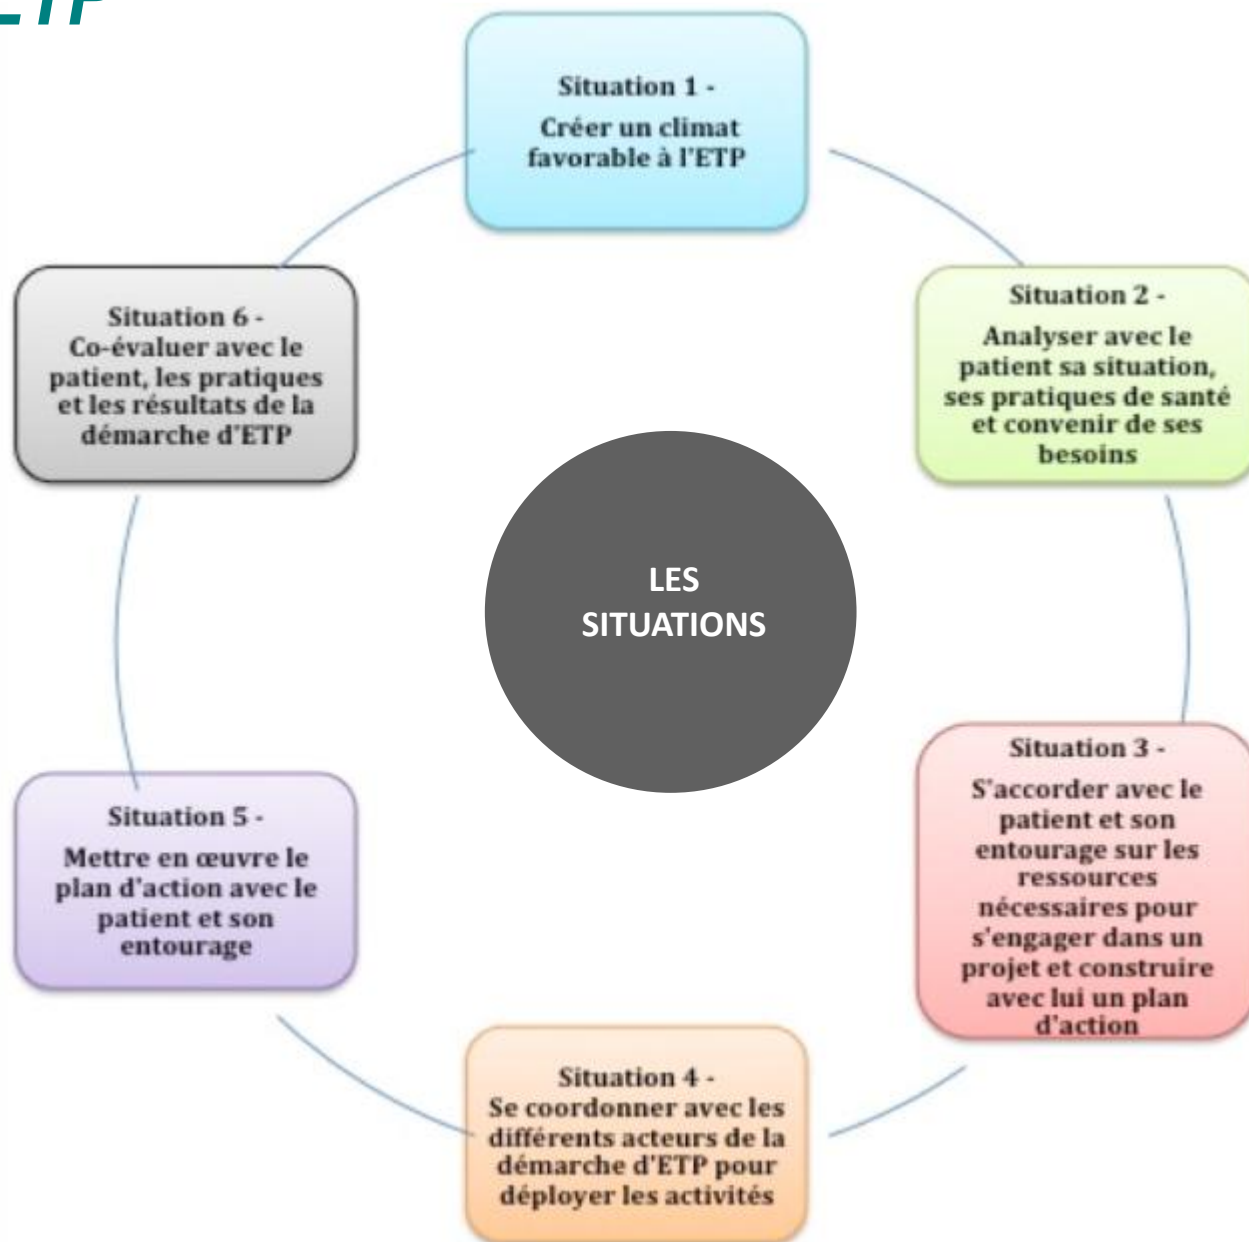 ETP
Situation 1 -
Créer un climat
favorable à l'ETP
Situation 2 -
Analyser avec le
patient sa situation,
ses pratiques de santé
et convenir de ses
besoins
Situation 3 -
S'accorder avec le
patient et son
entourage sur les
ressources
nécessaires pour
s'engager dans un
projet et construire
avec lui un plan
d'action
Situation 4 -
Se coordonner avec les
différents acteurs de la
démarche d'ETP pour
déployer les activités
Situation 5 -
Mettre en œuvre le
plan d'action avec le
patient et son
entourage
Situation 6 -
Co-évaluer avec le
patient, les pratiques
et les résultats de la
démarche d'ETP
LES
SITUATIONS